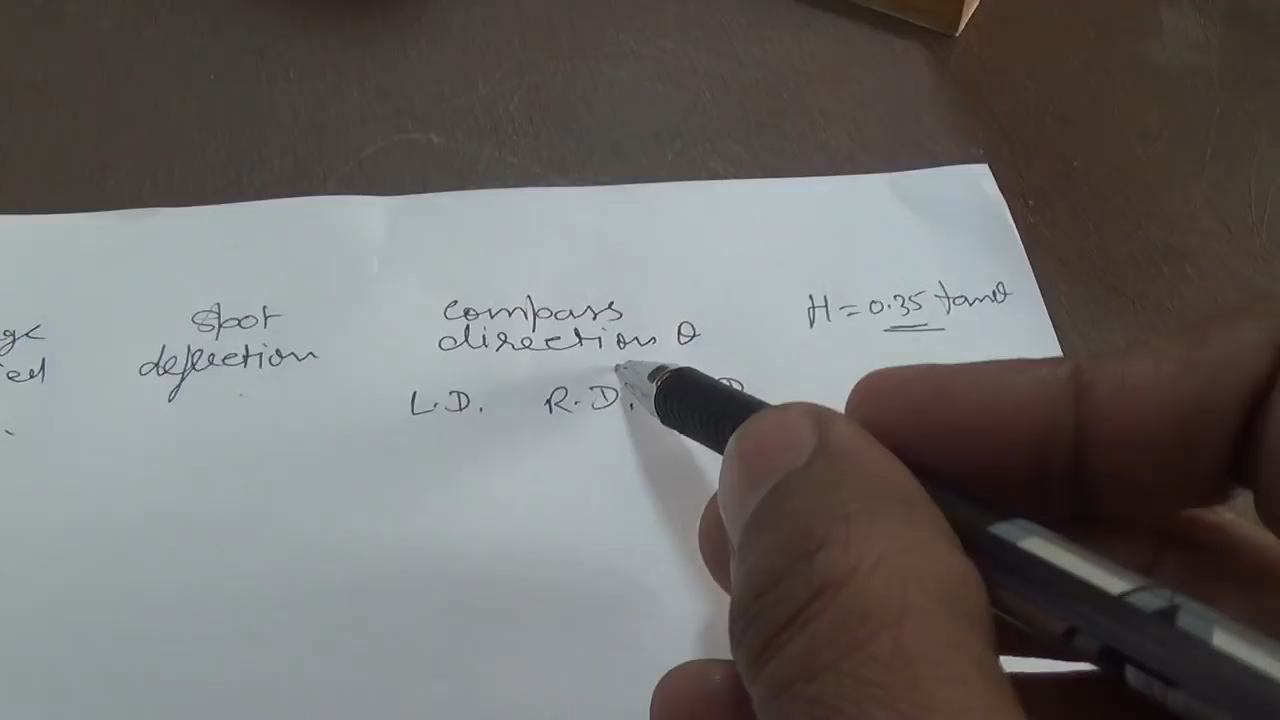 spot
deflection
compass
direction θ
L.D. R.D.
H = 0.35 tanθ